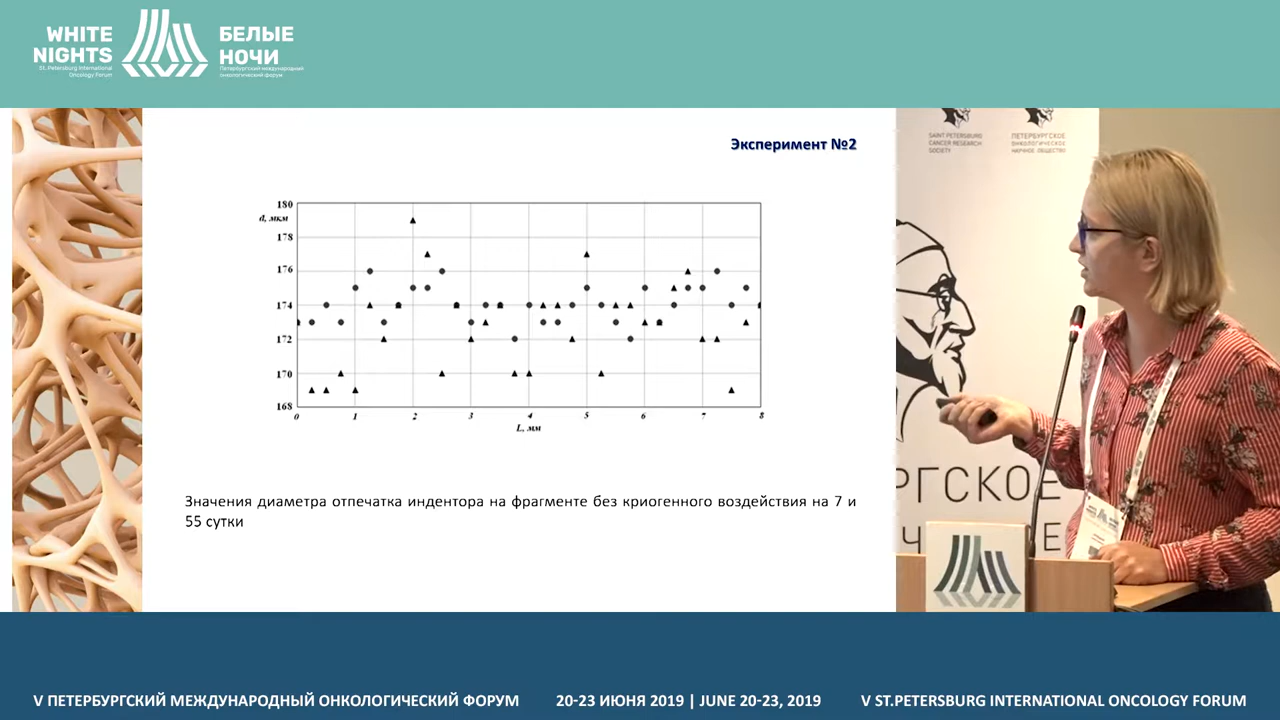 WHITE
NIGHTS
St. Petersburg International
Oncology Forum
БЕЛЫЕ
НОЧИ
Петербургский международный
онкологический форум
Эксперимент №2
180
d, мкм
178
176
174
172
170
168
0 1 2 3 4 5 6 7 8
L, мм
Значения диаметра отпечатка индентора на фрагменте без криогенного воздействия на 7 и
55 сутки
SAINT PETERSBURG
CANCER RESEARCH
SOCIETY
ПЕТЕРБУРГСКОЕ
ОНКОЛОГИЧЕСКОЕ
НАУЧНОЕ ОБЩЕСТВО
РГСКОЕ
Ч
Е
V ПЕТЕРБУРГСКИЙ МЕЖДУНАРОДНЫЙ ОНКОЛОГИЧЕСКИЙ ФОРУМ
20-23 ИЮНЯ 2019 | JUNE 20-23, 2019
V ST.PETERSBURG INTERNATIONAL ONCOLOGY FORUM